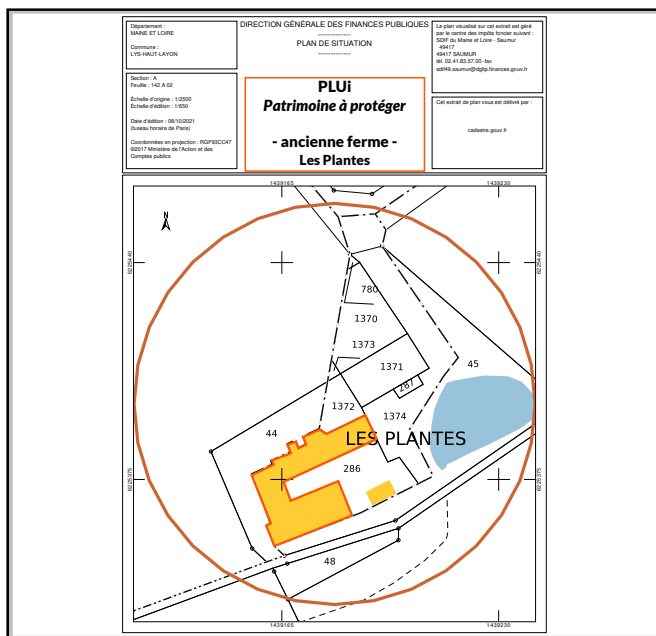 Département :
MAINE ET LOIRE
Commune :
LYS-HAUT-LAYON
Section : A
Feuille : 142 A 02
Échelle d'origine : 1/2500
Échelle d'édition : 1/650
Date d'édition : 08/10/2021
(fuseau horaire de Paris)
Coordonnées en projection : RGF93CC47
©2017 Ministère de l'Action et des
Comptes publics
DIRECTION GÉNÉRALE DES FINANCES PUBLIQUES
-------------
PLAN DE SITUATION
-------------
PLUi
Patrimoine à protéger
- ancienne ferme -
Les Plantes
Le plan visualisé sur cet extrait est géré
par le centre des impôts foncier suivant :
SDIF du Maine et Loire - Saumur
49417
49417 SAUMUR
tél. 02.41.83.57.00 -fax
sdif49.saumur@dgfip.finances.gouv.fr
Cet extrait de plan vous est délivré par :
cadastre.gouv.fr
1439165
1439230
N
6225440
6225440
780
1370
1373
1371
45
287
1372
1374
44
LES PLANTES
286
6225375
6225375
48
1439165
1439230